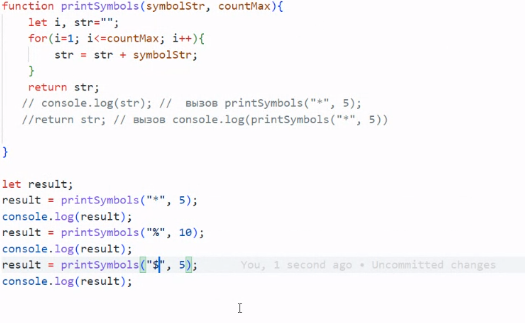 function printSymbols(symbolStr, countMax){
    let i, str="";
    for(i=1; i<=countMax; i++){
        str = str + symbolStr;
    }
    return str;
   // console.log(str); //  вызов printSymbols("*", 5);
   //return str; // вызов console.log(printSymbols("*", 5))
}
let result;
result = printSymbols("*", 5);
console.log(result);
result = printSymbols("%", 10);
console.log(result);
result = printSymbols("$", 5);      You, 1 second ago • Uncommitted changes
console.log(result);